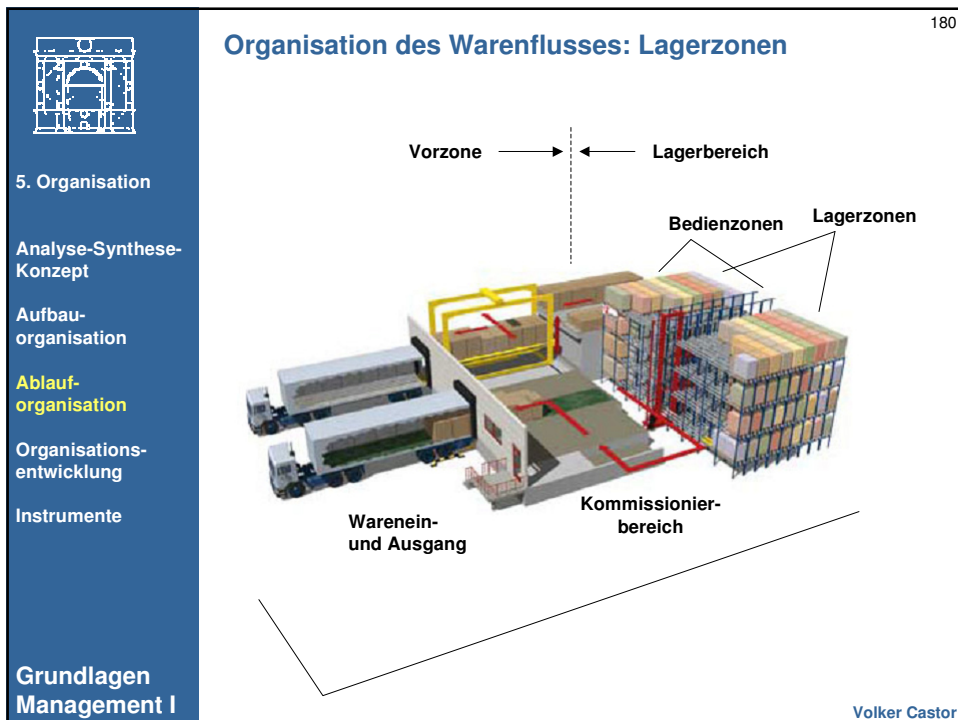 180
Organisation des Warenflusses: Lagerzonen
5. Organisation
Analyse-Synthese-
Konzept
Aufbau-
organisation
Ablauf-
organisation
Organisations-
entwicklung
Instrumente
Grundlagen
Management I
Vorzone
Lagerbereich
Bedienzonen
Lagerzonen
Warenein-
und Ausgang
Kommissionier-
bereich
Volker Castor